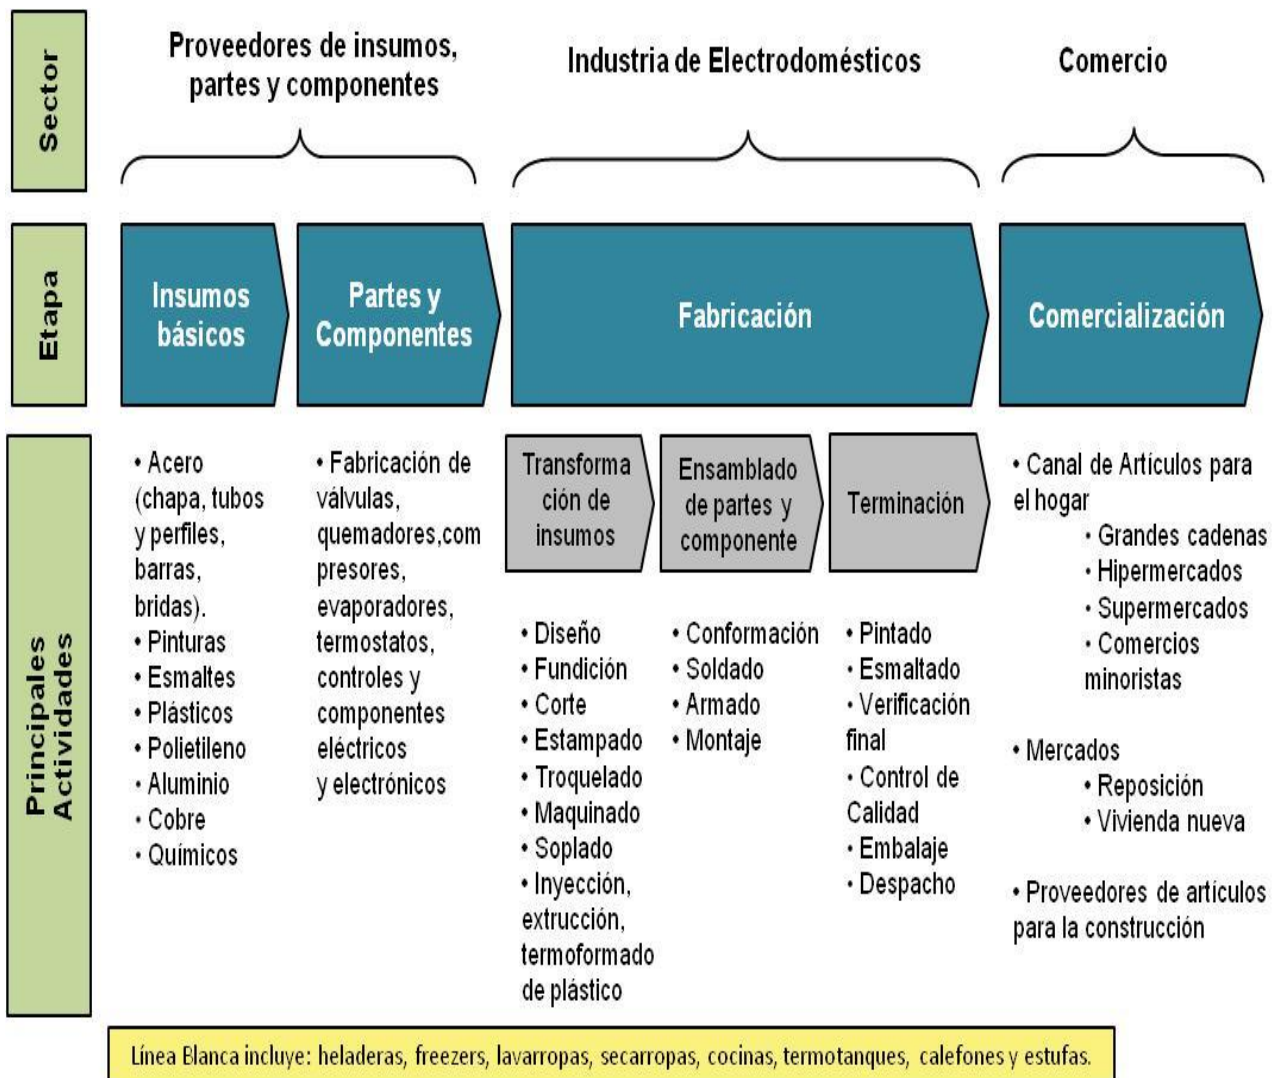 Sector
Proveedores de insumos,
partes y componentes
Industria de Electrodomésticos
Comercio
Etapa
Insumos
básicos
Partes y
Componentes
Fabricación
Comercialización
Principales
Actividades
• Acero
(chapa, tubos
y perfiles,
barras,
bridas).
• Pinturas
• Esmaltes
• Plásticos
• Polietileno
• Aluminio
• Cobre
• Químicos
• Fabricación de
válvulas,
quemadores,com
presores,
evaporadores,
termostatos,
controles y
componentes
eléctricos
y electrónicos
Transforma
ción de
insumos
• Diseño
• Fundición
• Corte
• Estampado
• Troquelado
• Maquinado
• Soplado
• Inyección,
extrucción,
termoformado
de plástico
Ensamblado
de partes y
componente
• Conformación
• Soldado
• Armado
• Montaje
Terminación
• Pintado
• Esmaltado
• Verificación
final
• Control de
Calidad
• Embalaje
• Despacho
• Canal de Artículos para
el hogar
• Grandes cadenas
• Hipermercados
• Supermercados
• Comercios
minoristas
• Mercados
• Reposición
• Vivienda nueva
• Proveedores de artículos
para la construcción
Línea Blanca incluye: heladeras, freezers, lavarropas, secarropas, cocinas, termotanques, calefones y estufas.